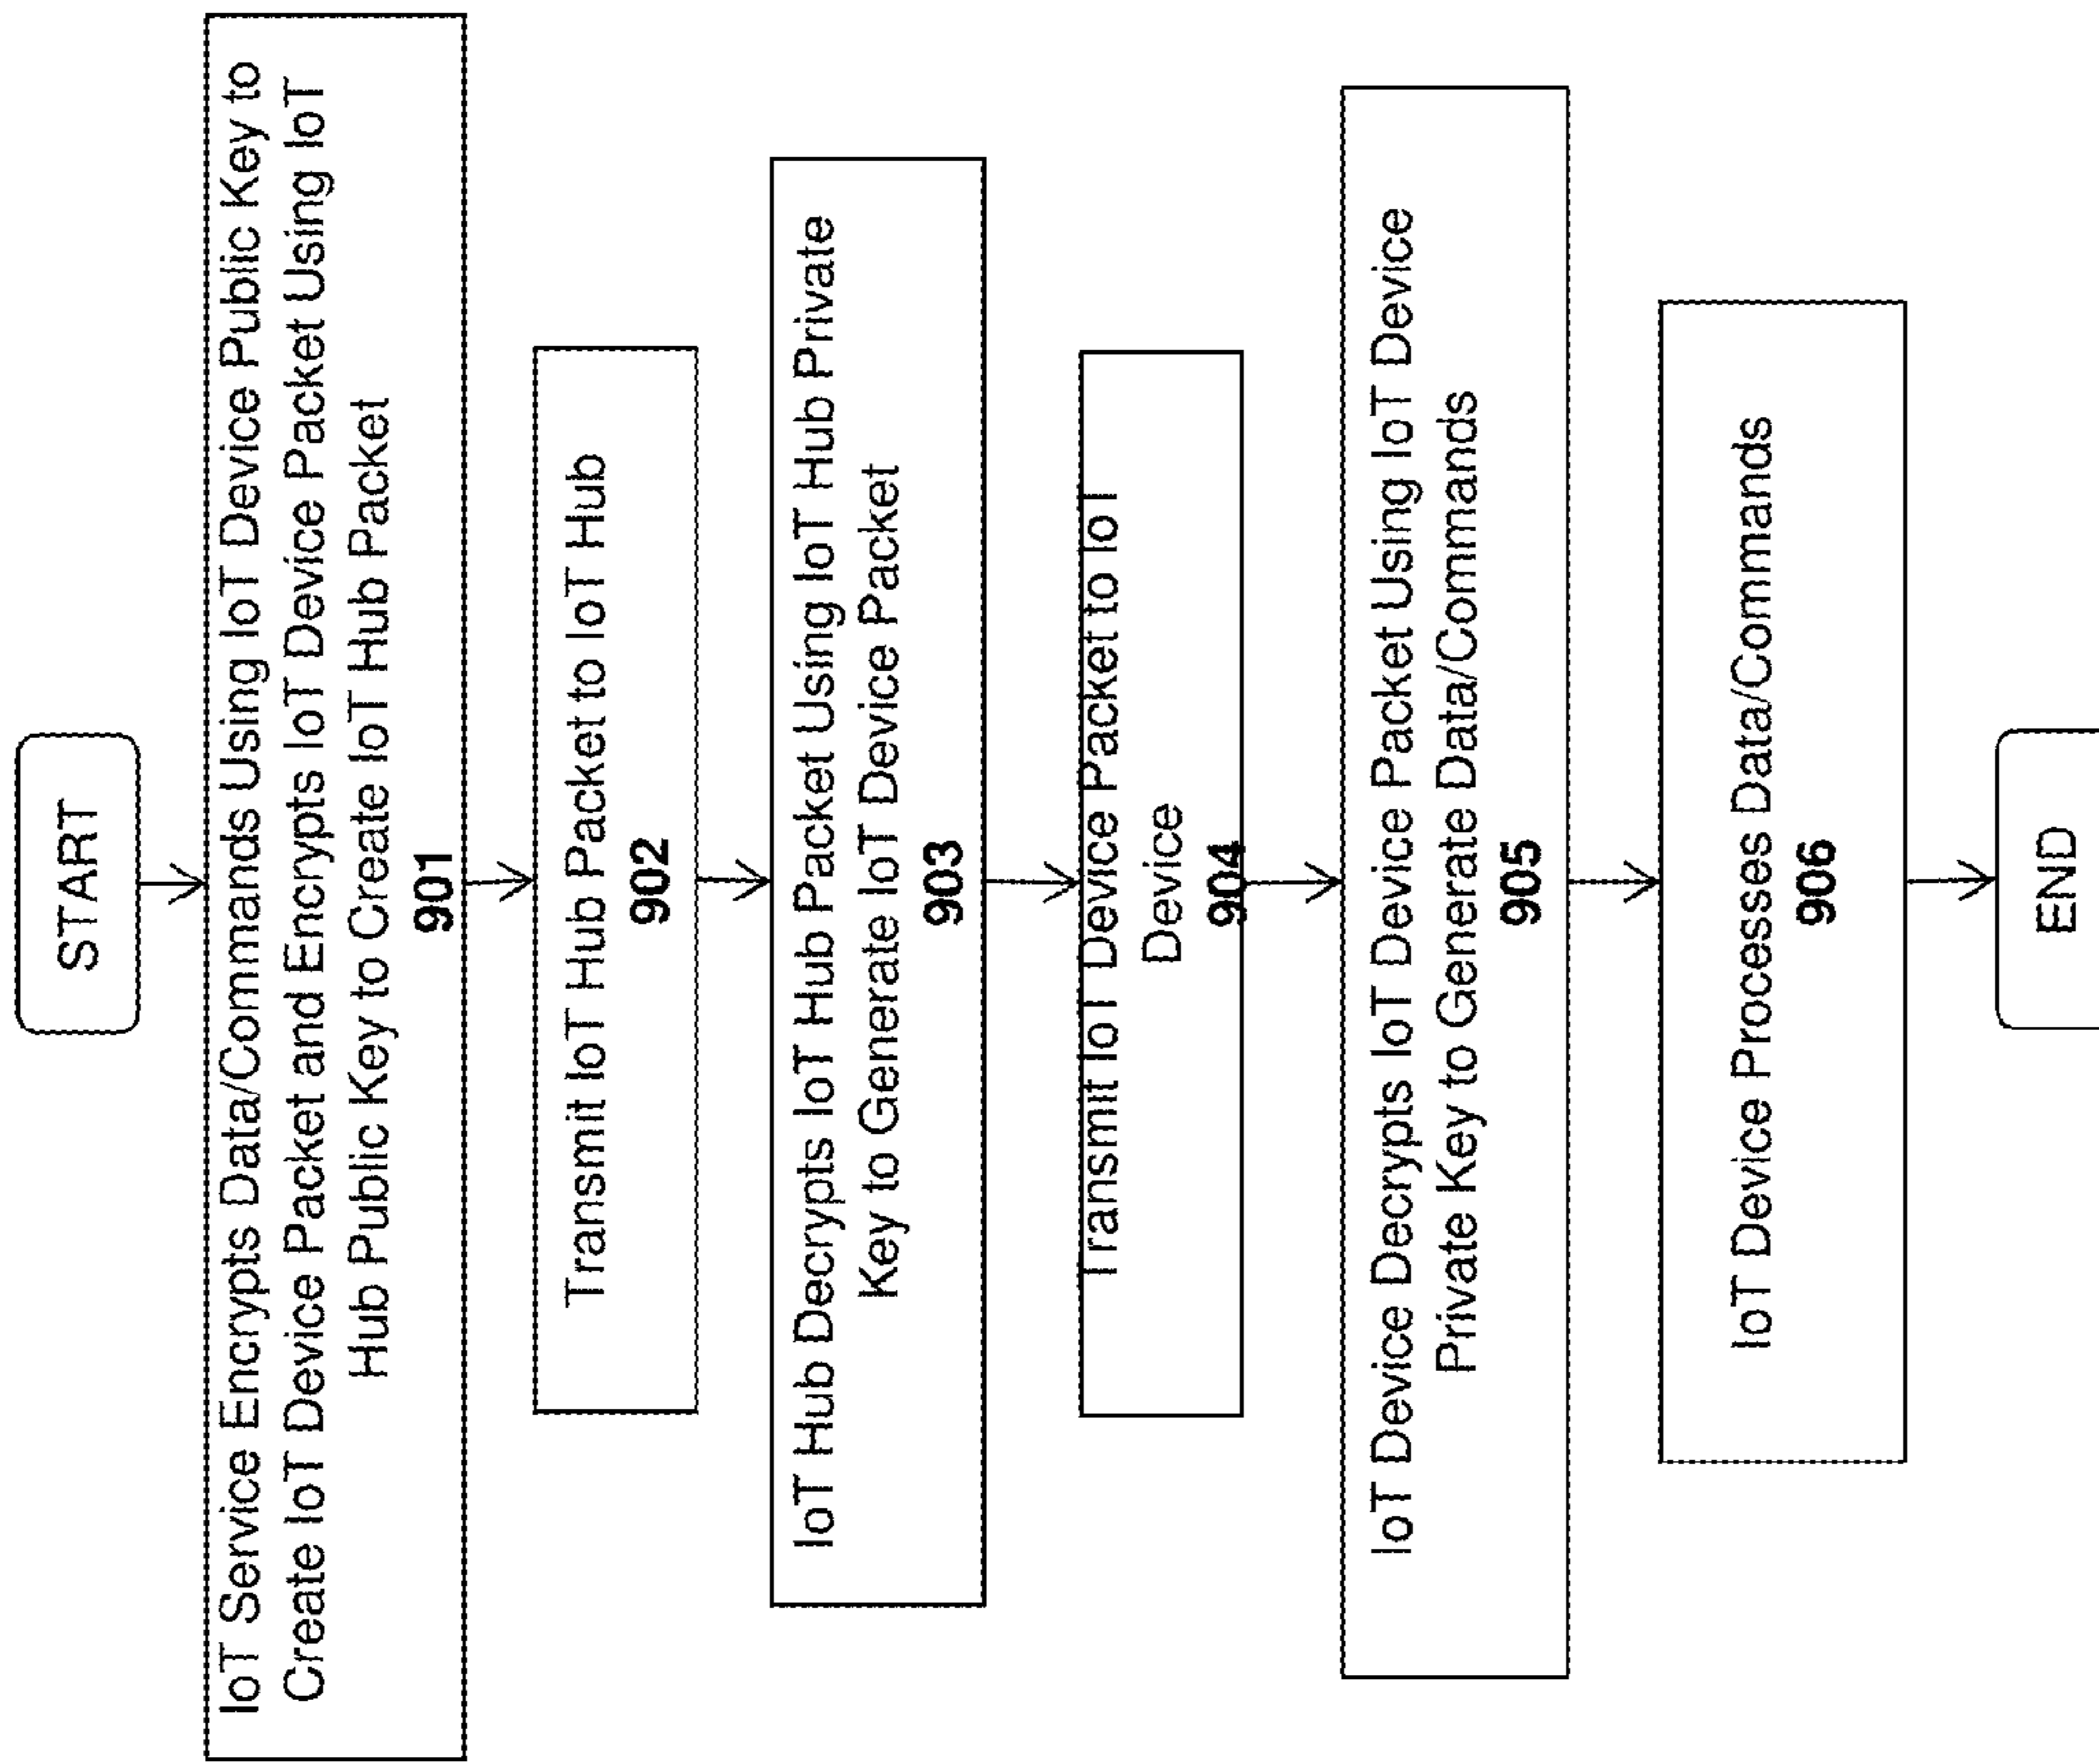 START
IoT Service Encrypts Data/Commands Using IoT Device Public Key to
Create IoT Device Packet and Encrypts IoT Device Packet Using IoT
Hub Public Key to Create IoT Hub Packet
901
Transmit IoT Hub Packet to IoT Hub
902
IoT Hub Decrypts IoT Hub Packet Using IoT Hub Private
Key to Generate IoT Device Packet
903
Transmit IoT Device Packet to IoT
Device
904
IoT Device Decrypts IoT Device Packet Using IoT Device
Private Key to Generate Data/Commands
905
IoT Device Processes Data/Commands
906
END